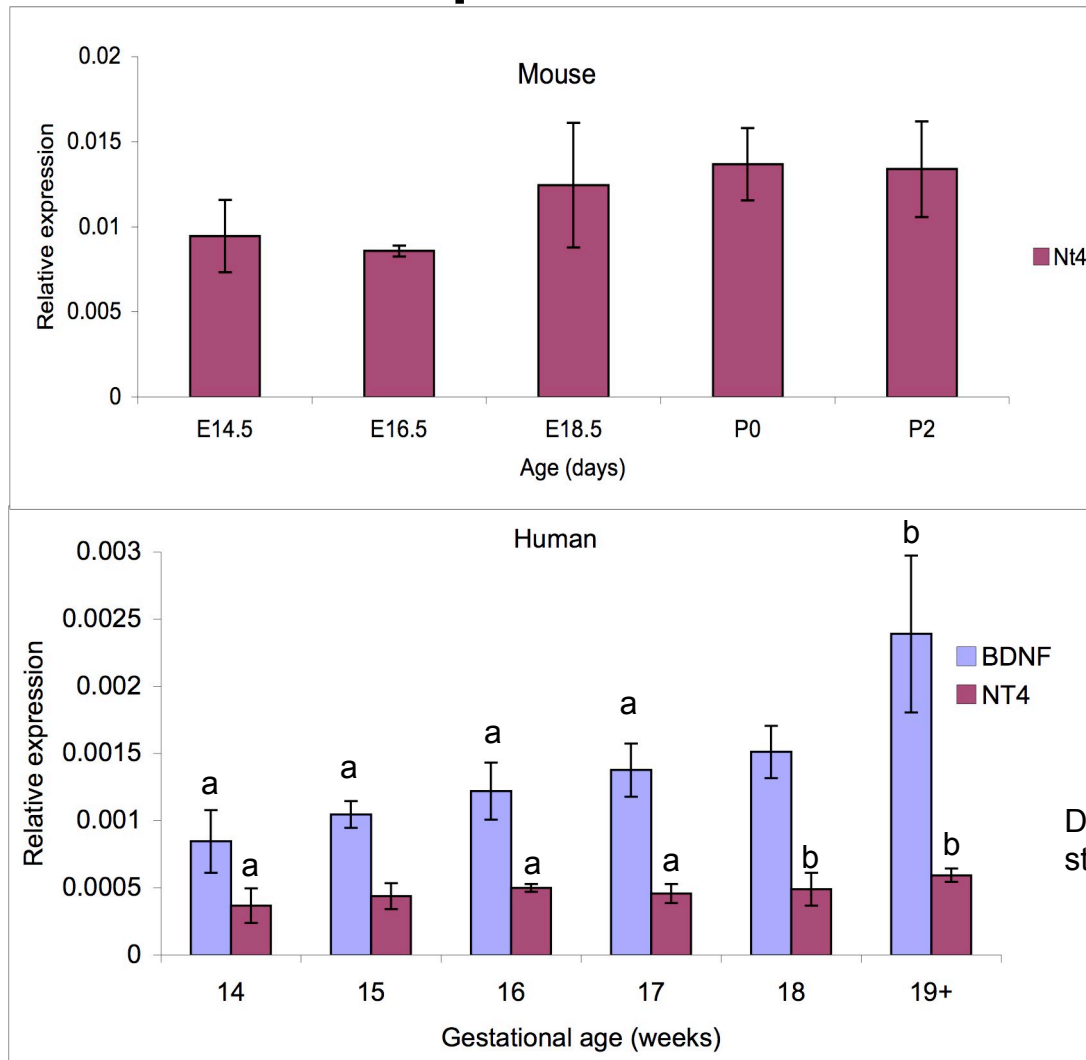 Mouse
0.02
0.015
0.01
0.005
0
Relative expression
E14.5 E16.5 E18.5 P0 P2
Age (days)
Nt4
Human
0.003
0.0025
0.002
0.0015
0.001
0.0005
0
Relative expression
a a a a b
a a a b b
BDNF
NT4
14 15 16 17 18 19+
Gestational age (weeks)
D
st